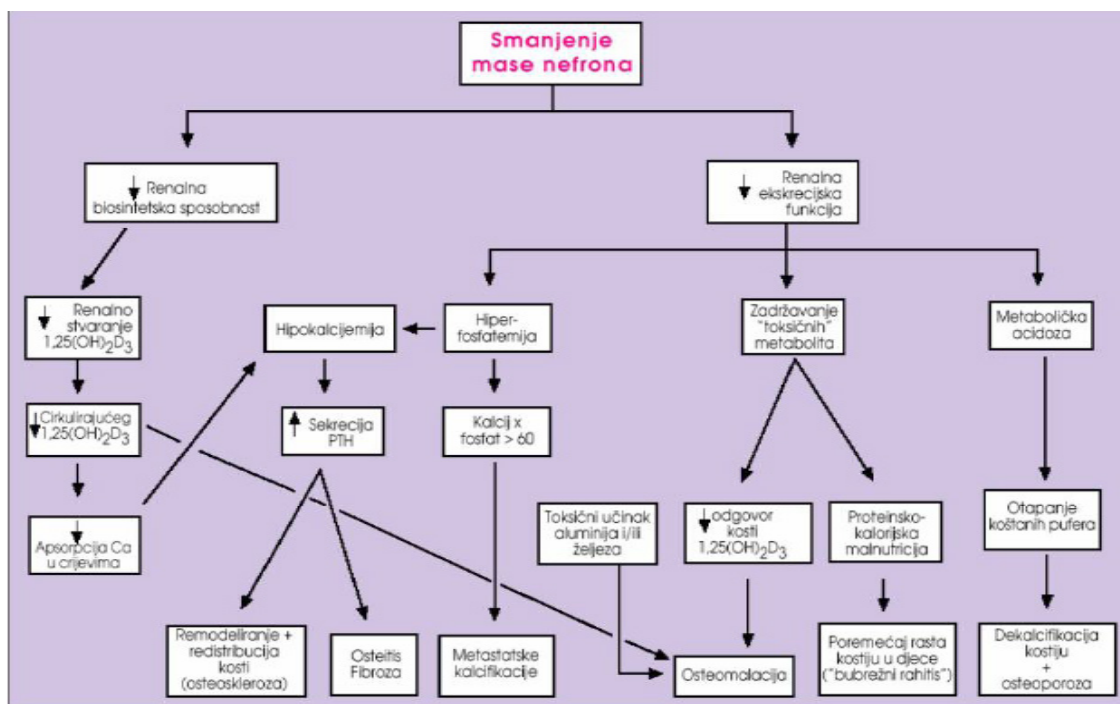 Smanjenje
mase nefrona
↓ Renalna
biosintetska sposobnost
↓ Renalna
ekskrecijska
funkcija
↓ Renalno
stvaranje
1,25(OH)₂D₃
Hipokalcijemija
Hiper-
fosfatemija
Zadržavanje
"toksičnih"
metabolita
Metabolička
acidoza
↓ Cirkulirajućeg
1,25(OH)₂D₃
↑ Sekrecija
PTH
Kalcij x
fosfat > 60
↓
Apsorpcija Ca
u crijevima
Toksični učinak
aluminija i/ili
željeza
↓ odgovor
kosti
1,25(OH)₂D₃
Proteinsko-
kalorijska
malnutricija
Otapanje
koštanih pufera
Remodeliranje +
redistribucija
kosti
(osteoskleroza)
Osteitis
Fibroza
Metastatske
kalcifikacije
Osteomalacija
Poremećaj rasta
kostiju u djece
("bubrežni rahitis")
Dekalcifikacija
kostiju
+
osteoporoza